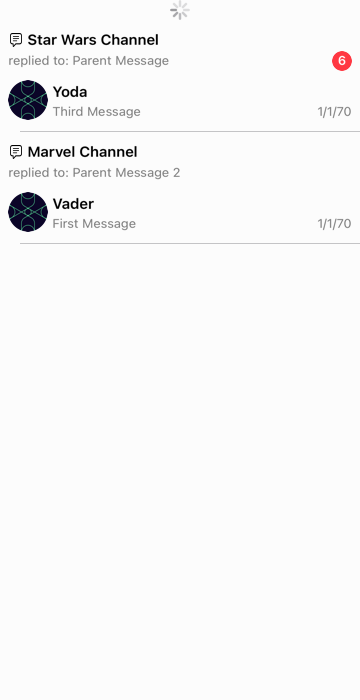 Star Wars Channel
replied to: Parent Message
6
Yoda
Third Message
1/1/70
Marvel Channel
replied to: Parent Message 2
Vader
First Message
1/1/70